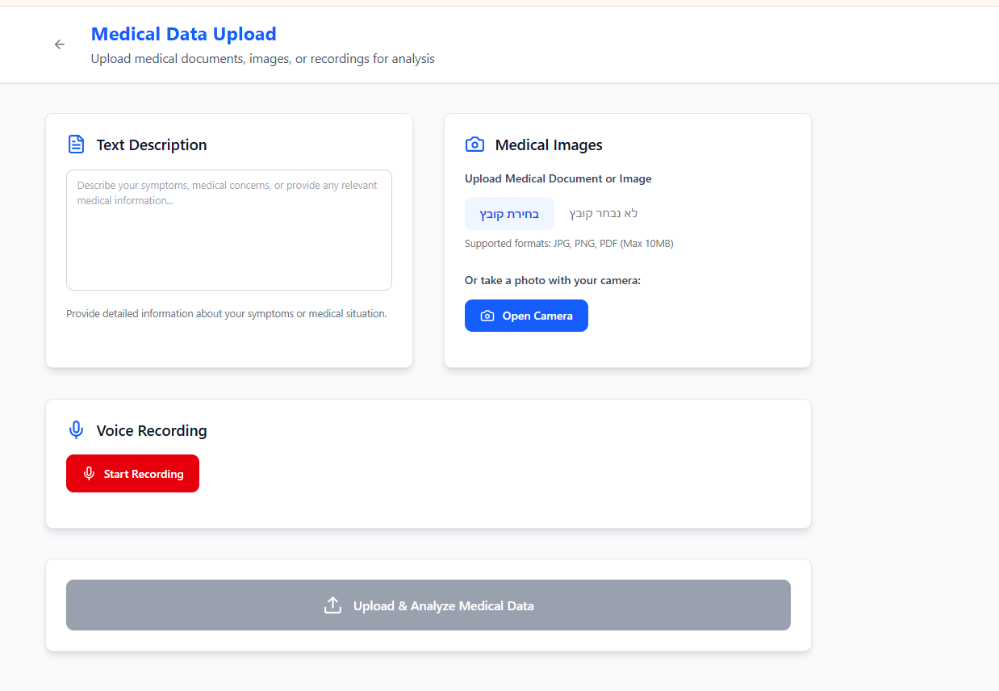 Medical Data Upload
Upload medical documents, images, or recordings for analysis
Text Description
Describe your symptoms, medical concerns, or provide any relevant
medical information...
Provide detailed information about your symptoms or medical situation.
Medical Images
Upload Medical Document or Image
בחירת קובץ
לא נבחר קובץ
Supported formats: JPG, PNG, PDF (Max 10MB)
Or take a photo with your camera:
Open Camera
Voice Recording
Start Recording
Upload & Analyze Medical Data